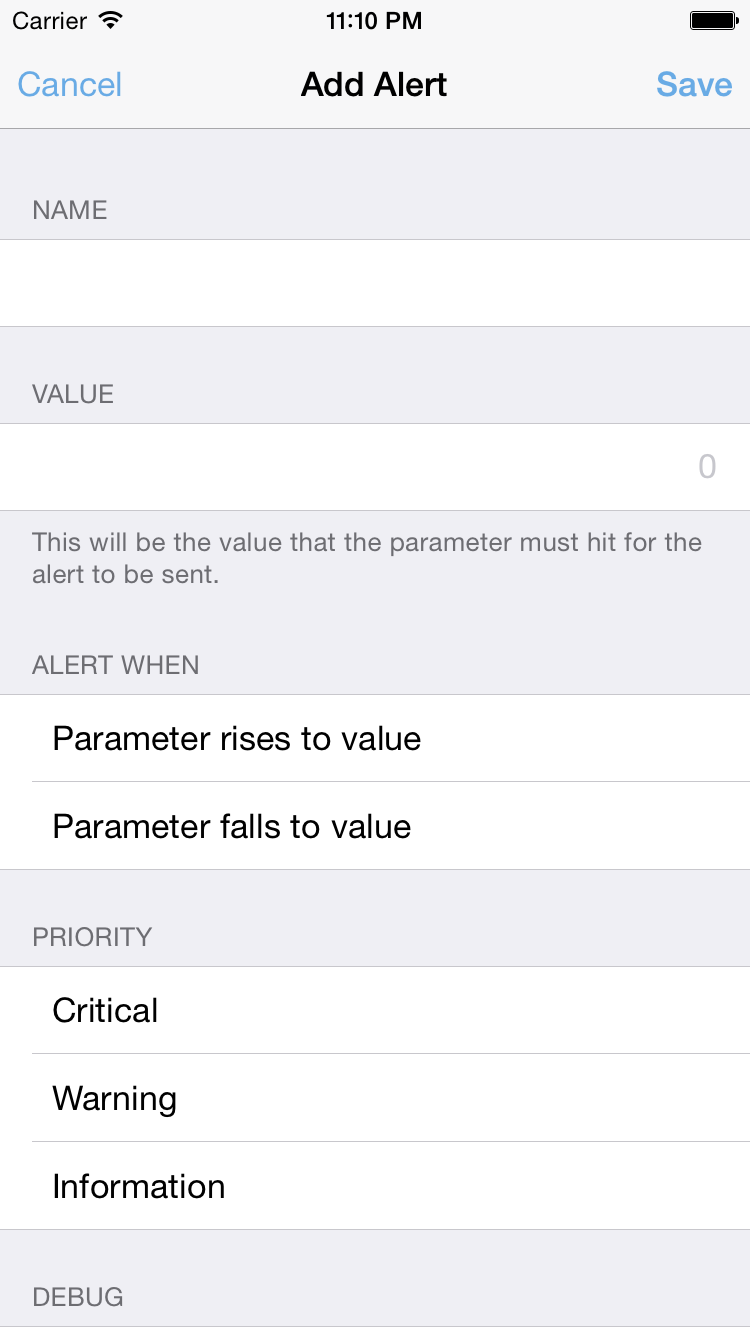 Carrier 11:10 PM
Cancel Add Alert Save
NAME
VALUE
0
This will be the value that the parameter must hit for the
alert to be sent.
ALERT WHEN
Parameter rises to value
Parameter falls to value
PRIORITY
Critical
Warning
Information
DEBUG